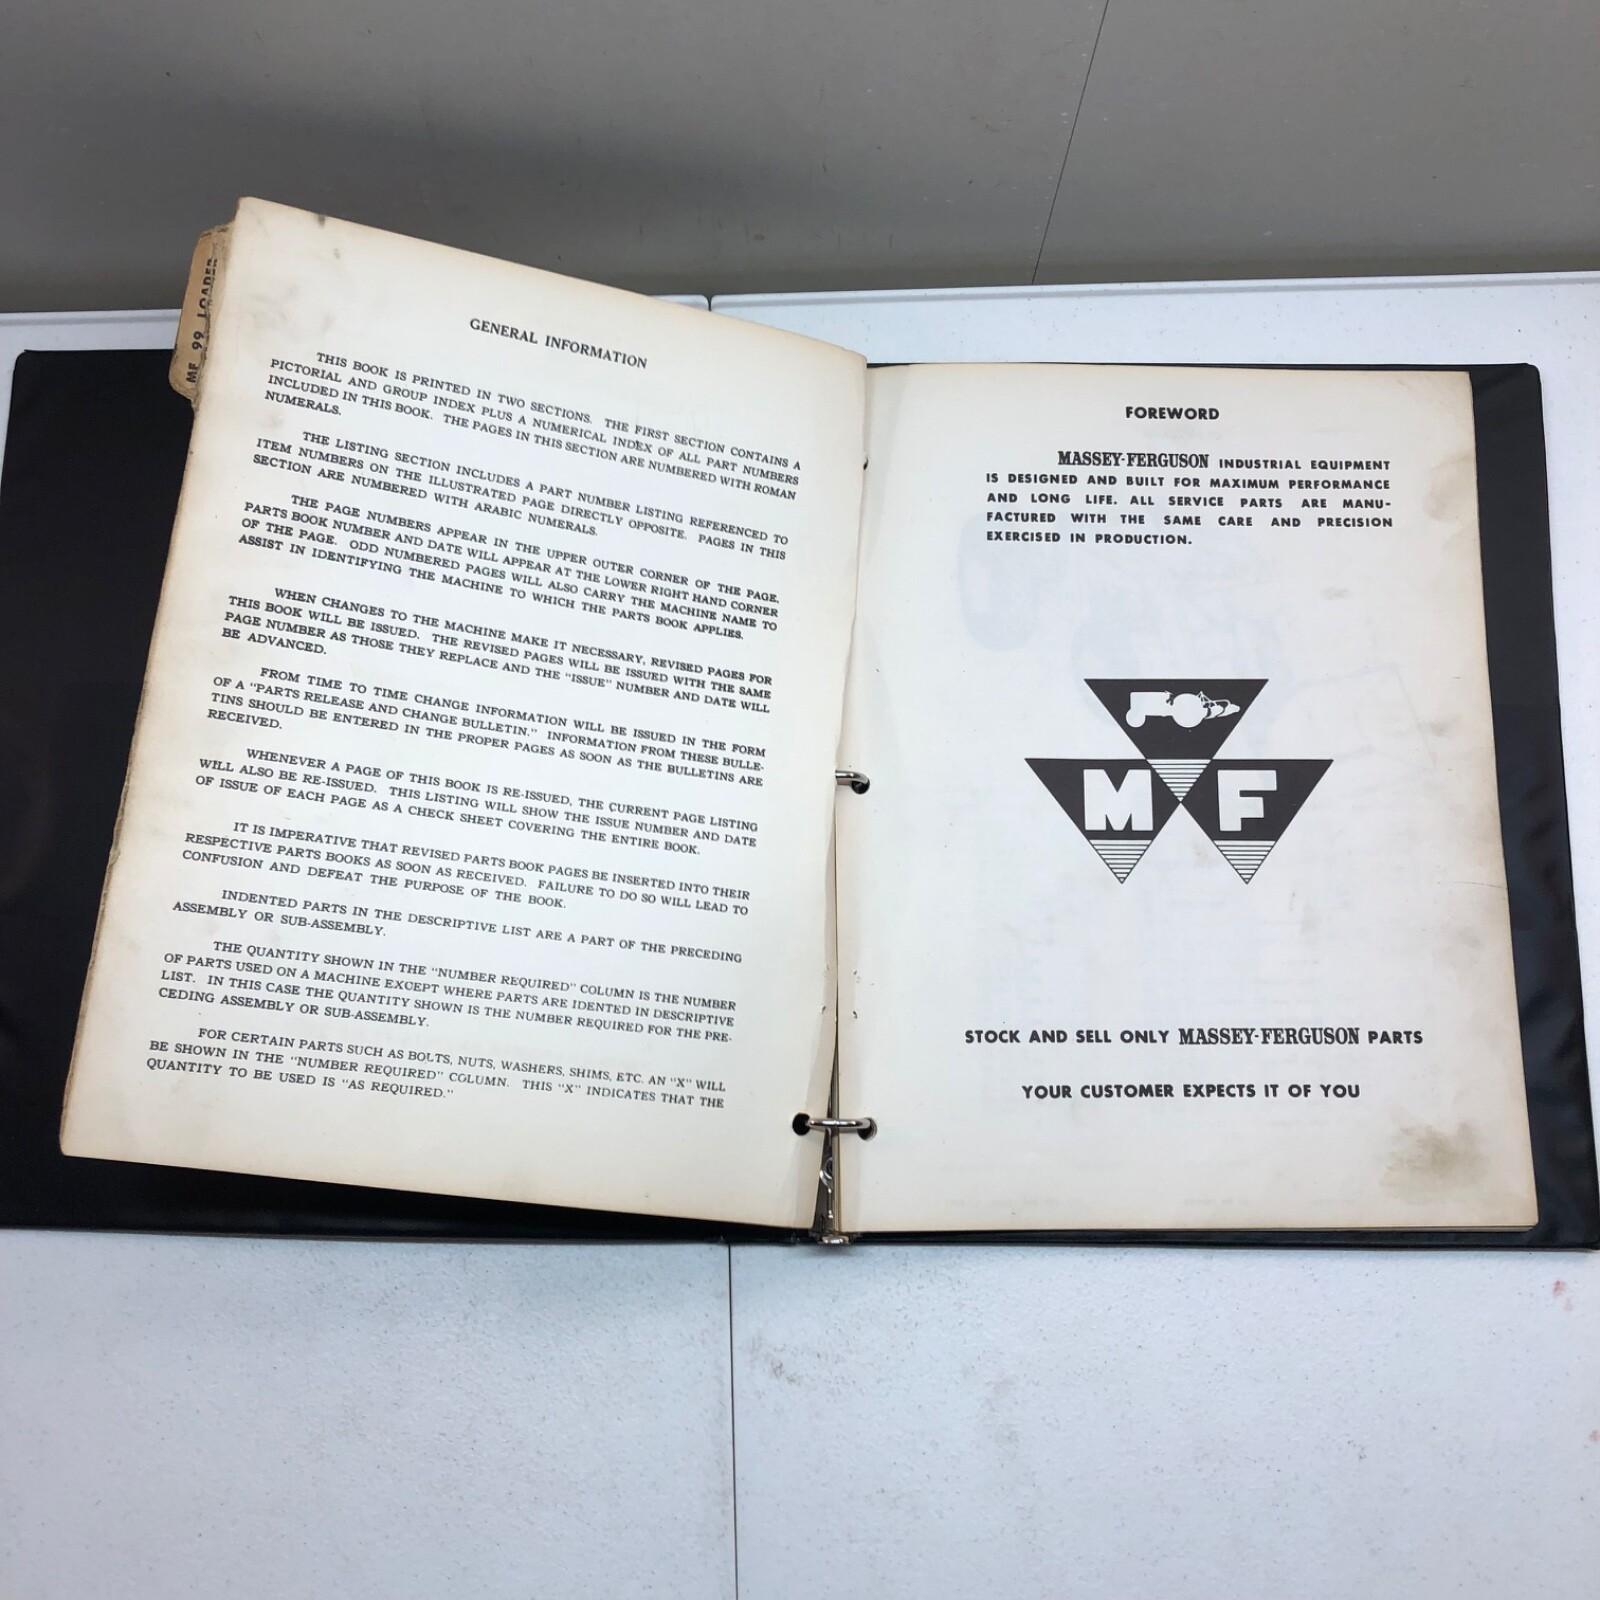 MF 99 LOADER
GENERAL INFORMATION
THIS BOOK IS PRINTED IN TWO SECTIONS. THE FIRST SECTION CONTAINS A
PICTORIAL AND GROUP INDEX PLUS A NUMERICAL INDEX OF ALL PART NUMBERS
INCLUDED IN THIS BOOK. THE PAGES IN THIS SECTION ARE NUMBERED WITH ROMAN
NUMERALS.
THE LISTING SECTION INCLUDES A PART NUMBER LISTING REFERENCED TO
ITEM NUMBERS ON THE ILLUSTRATED PAGE DIRECTLY OPPOSITE. PAGES IN THIS
SECTION ARE NUMBERED WITH ARABIC NUMERALS.
THE PAGE NUMBERS APPEAR IN THE UPPER OUTER CORNER OF THE PAGE.
PARTS BOOK NUMBER AND DATE WILL APPEAR AT THE LOWER RIGHT HAND CORNER
OF THE PAGE. ODD NUMBERED PAGES WILL ALSO CARRY THE MACHINE NAME TO
ASSIST IN IDENTIFYING THE MACHINE TO WHICH THE PARTS BOOK APPLIES.
WHEN CHANGES TO THE MACHINE MAKE IT NECESSARY, REVISED PAGES FOR
THIS BOOK WILL BE ISSUED. THE REVISED PAGES WILL BE ISSUED WITH THE SAME
PAGE NUMBER AS THOSE THEY REPLACE AND THE "ISSUE" NUMBER AND DATE WILL
BE ADVANCED.
FROM TIME TO TIME CHANGE INFORMATION WILL BE ISSUED IN THE FORM
OF A "PARTS RELEASE AND CHANGE BULLETIN." INFORMATION FROM THESE BULLE-
TINS SHOULD BE ENTERED IN THE PROPER PAGES AS SOON AS THE BULLETINS ARE
RECEIVED.
WHENEVER A PAGE OF THIS BOOK IS RE-ISSUED, THE CURRENT PAGE LISTING
WILL ALSO BE RE-ISSUED. THIS LISTING WILL SHOW THE ISSUE NUMBER AND DATE
OF ISSUE OF EACH PAGE AS A CHECK SHEET COVERING THE ENTIRE BOOK.
IT IS IMPERATIVE THAT REVISED PARTS BOOK PAGES BE INSERTED INTO THEIR
RESPECTIVE PARTS BOOKS AS SOON AS RECEIVED. FAILURE TO DO SO WILL LEAD TO
CONFUSION AND DEFEAT THE PURPOSE OF THE BOOK.
INDENTED PARTS IN THE DESCRIPTIVE LIST ARE A PART OF THE PRECEDING
ASSEMBLY OR SUB-ASSEMBLY.
THE QUANTITY SHOWN IN THE "NUMBER REQUIRED" COLUMN IS THE NUMBER
OF PARTS USED ON A MACHINE EXCEPT WHERE PARTS ARE IDENTED IN DESCRIPTIVE
LIST. IN THIS CASE THE QUANTITY SHOWN IS THE NUMBER REQUIRED FOR THE PRE-
CEDING ASSEMBLY OR SUB-ASSEMBLY.
FOR CERTAIN PARTS SUCH AS BOLTS, NUTS, WASHERS, SHIMS, ETC. AN "X" WILL
BE SHOWN IN THE "NUMBER REQUIRED" COLUMN. THIS "X" INDICATES THAT THE
QUANTITY TO BE USED IS "AS REQUIRED."
FOREWORD
MASSEY-FERGUSON INDUSTRIAL EQUIPMENT
IS DESIGNED AND BUILT FOR MAXIMUM PERFORMANCE
AND LONG LIFE. ALL SERVICE PARTS ARE MANU-
FACTURED WITH THE SAME CARE AND PRECISION
EXERCISED IN PRODUCTION.
M F
STOCK AND SELL ONLY MASSEY-FERGUSON PARTS
YOUR CUSTOMER EXPECTS IT OF YOU